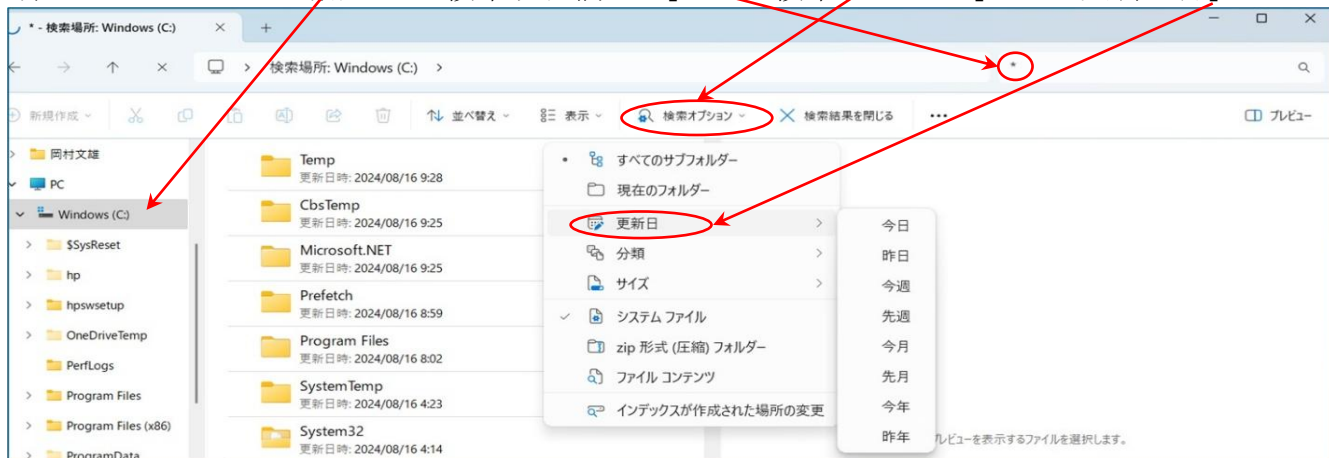 * - 検索場所: Windows (C:)
検索場所: Windows (C:)
*
新規作成
並べ替え
表示
検索オプション
検索結果を閉じる
プレビュー
岡村文雄
PC
Windows (C:)
$SysReset
hp
hpswsetup
OneDriveTemp
PerfLogs
Program Files
Program Files (x86)
ProgramData
Temp
更新日時: 2024/08/16 9:28
CbsTemp
更新日時: 2024/08/16 9:25
Microsoft.NET
更新日時: 2024/08/16 9:25
Prefetch
更新日時: 2024/08/16 8:59
Program Files
更新日時: 2024/08/16 8:02
SystemTemp
更新日時: 2024/08/16 4:23
System32
更新日時: 2024/08/16 4:14
すべてのサブフォルダー
現在のフォルダー
更新日
分類
サイズ
システム ファイル
zip 形式 (圧縮) フォルダー
ファイル コンテンツ
インデックスが作成された場所の変更
今日
昨日
今週
先週
今月
先月
今年
昨年
プレビューを表示するファイルを選択します。